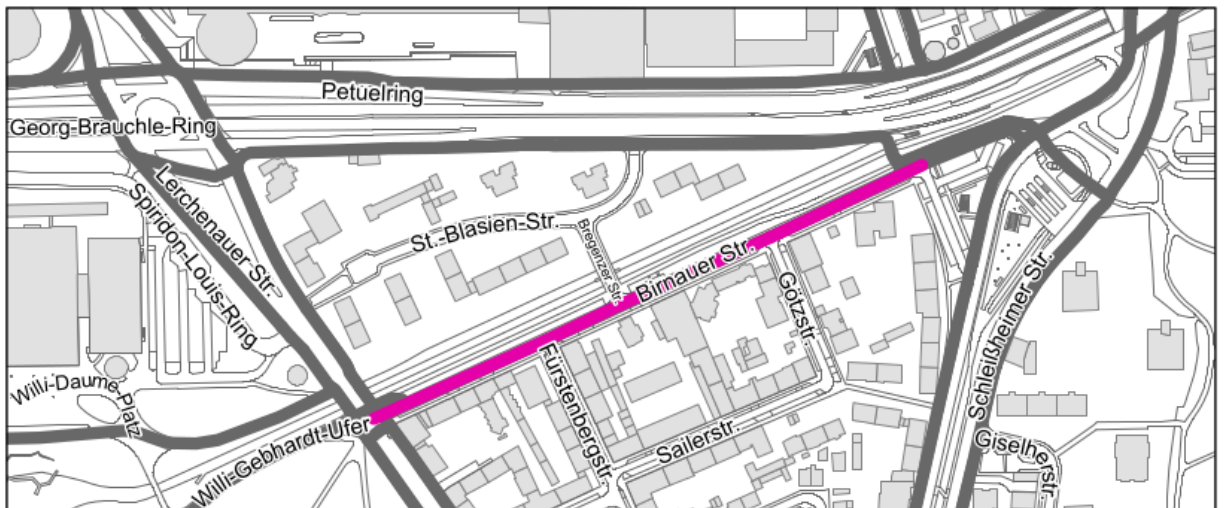 Petuelring
Georg-Brauchle-Ring
Lerchenauer Str.
Spiridon-Louis-Ring
St.-Blasien-Str.
Bregenzer Str.
Birnauer Str.
Götzstr.
Schleißheimer Str.
Fürstenbergstr.
Willi-Daume-
Platz
Willi-Gebhardt-Ufer
Sailerstr.
Giselherstr.